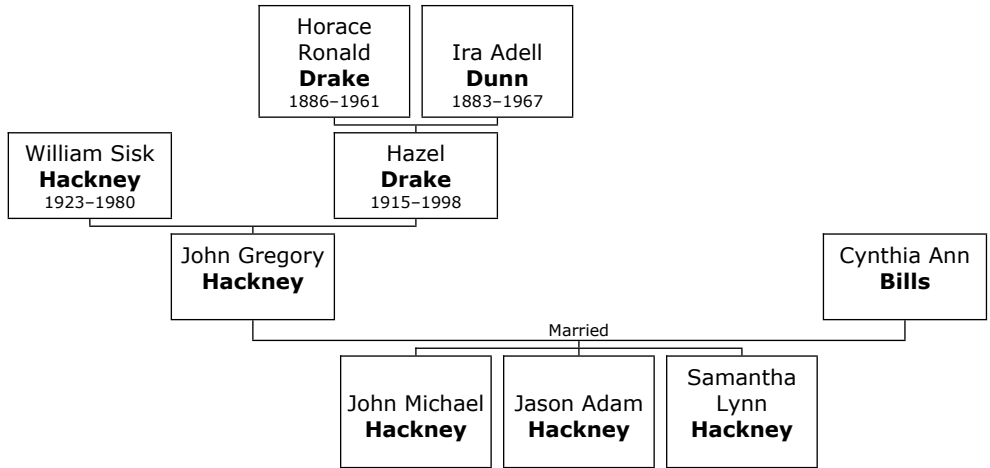 Horace
Ronald
Drake
1886–1961
Ira Adell
Dunn
1883–1967
William Sisk
Hackney
1923–1980
Hazel
Drake
1915–1998
John Gregory
Hackney
Cynthia Ann
Bills
Married
John Michael
Hackney
Jason Adam
Hackney
Samantha
Lynn
Hackney